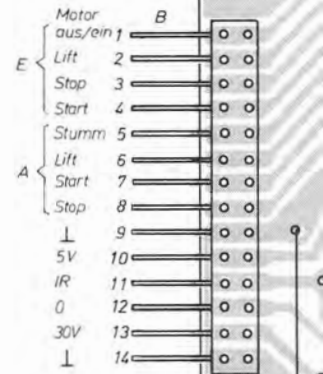 Motor B
aus/ein 1
E
Lift 2
Stop 3
Start 4
Stumm 5
Lift 6
A
Start 7
Stop 8
⊥ 9
5V 10
IR 11
0 12
30V 13
⊥ 14